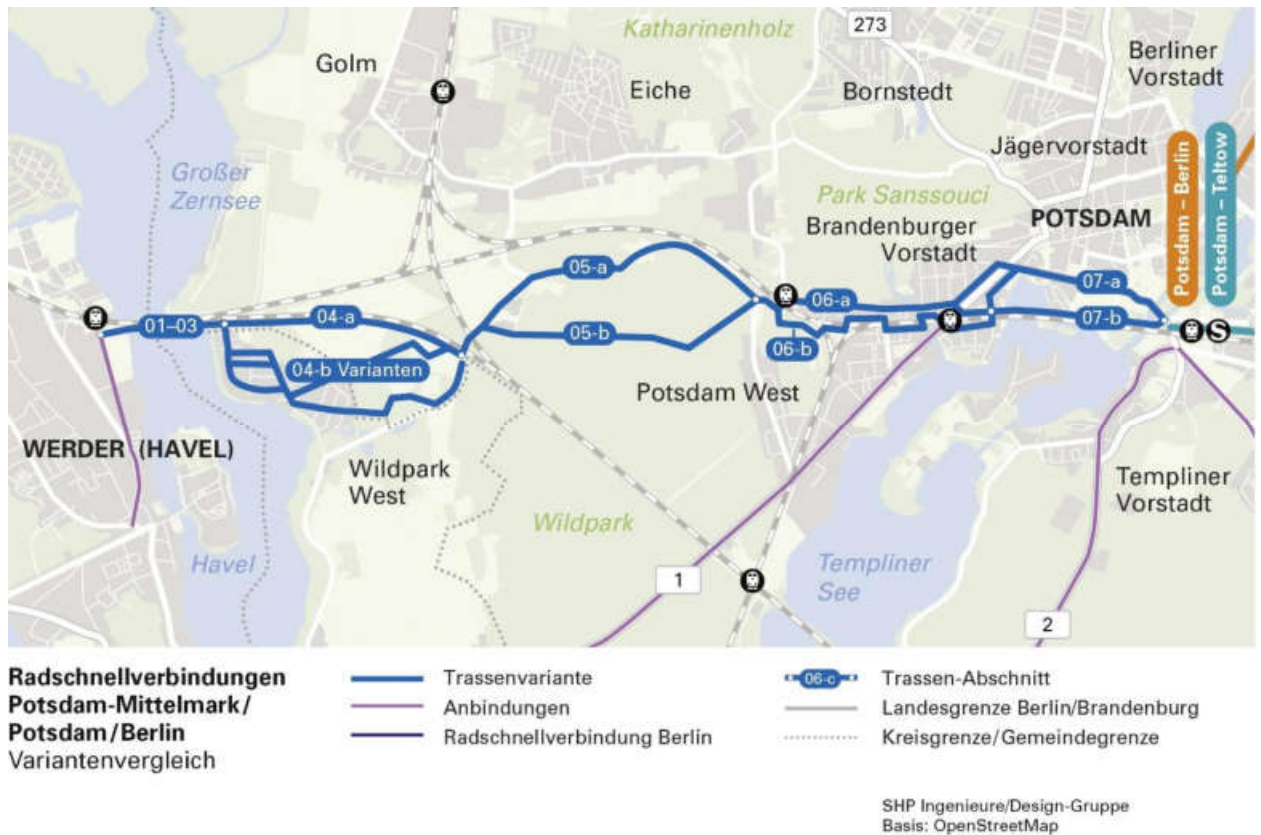 Katharinenholz
273
Berliner
Vorstadt
Golm
Eiche
Bornstedt
Jägervorstadt
Großer
Zernsee
Park Sanssouci
Brandenburger
Vorstadt
POTSDAM
Potsdam – Berlin
Potsdam – Teltow
01–03
04-a
04-b Varianten
05-a
05-b
06-a
06-b
07-a
07-b
S
Potsdam West
WERDER (HAVEL)
Wildpark
West
Wildpark
Templiner
Vorstadt
Havel
Templiner
See
1
2
Radschnellverbindungen
Potsdam-Mittelmark/
Potsdam/Berlin
Variantenvergleich
Trassenvariante
Anbindungen
Radschnellverbindung Berlin
06-c
Trassen-Abschnitt
Landesgrenze Berlin/Brandenburg
Kreisgrenze/Gemeindegrenze
SHP Ingenieure/Design-Gruppe
Basis: OpenStreetMap